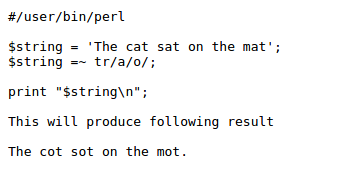 #/user/bin/perl
$string = 'The cat sat on the mat';
$string =~ tr/a/o/;
print "$string\n";
This will produce following result
The cot sot on the mot.